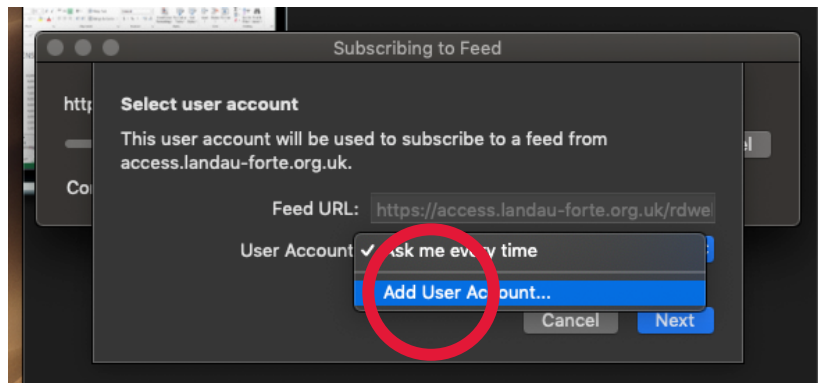 Subscribing to Feed
http
Select user account
This user account will be used to subscribe to a feed from
access.landau-forte.org.uk.
Feed URL: https://access.landau-forte.org.uk/rdwe
User Account ✓ Ask me every time
Add User Account...
Cancel Next